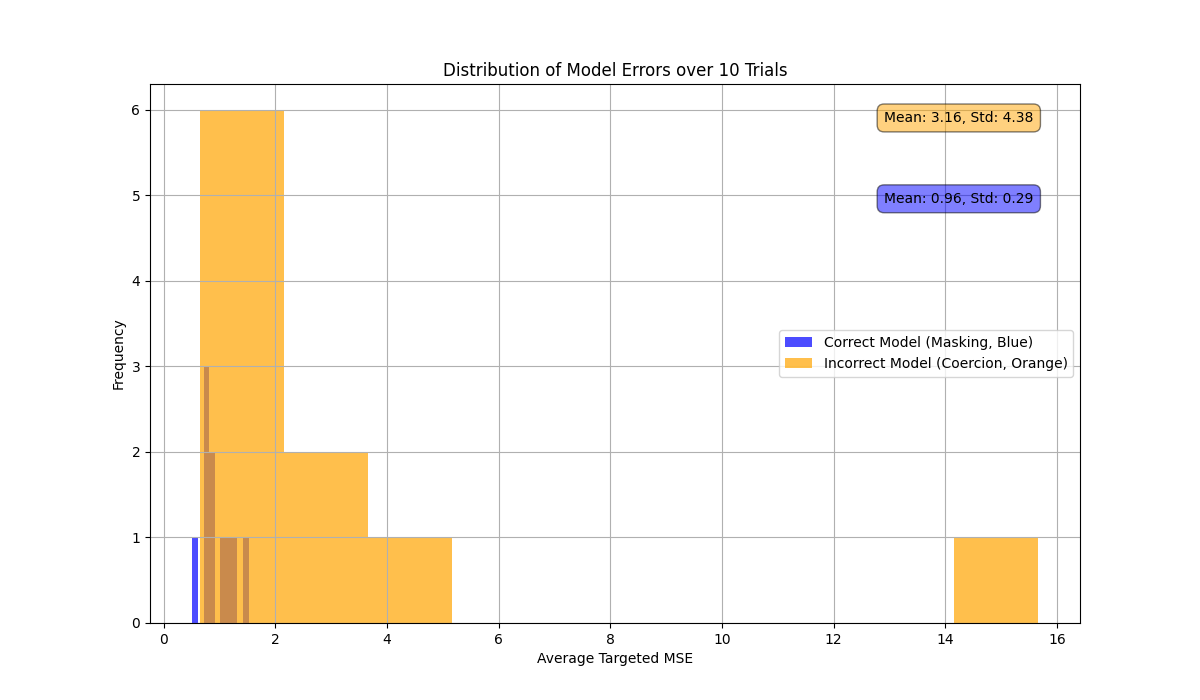 Distribution of Model Errors over 10 Trials
6
5
4
3
2
1
0
Frequency
Mean: 3.16, Std: 4.38
Mean: 0.96, Std: 0.29
Correct Model (Masking, Blue)
Incorrect Model (Coercion, Orange)
0 2 4 6 8 10 12 14 16
Average Targeted MSE